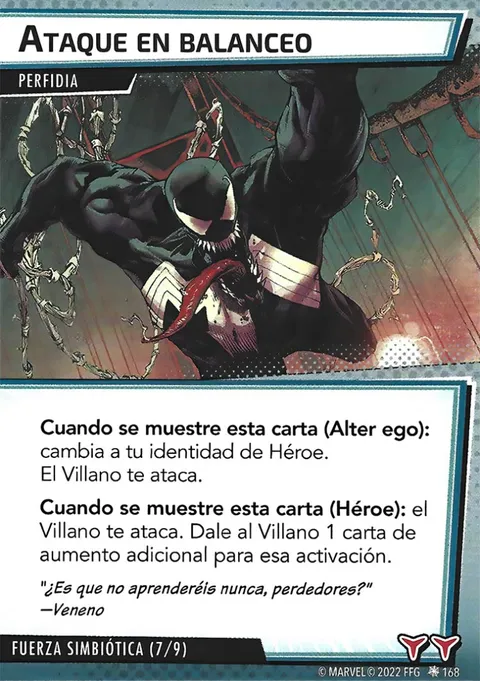 ATAQUE EN BALANCEO
PERFIDIA
Cuando se muestre esta carta (Alter ego):
cambia a tu identidad de Héroe.
El Villano te ataca.
Cuando se muestre esta carta (Héroe): el
Villano te ataca. Dale al Villano 1 carta de
aumento adicional para esa activación.
"¿Es que no aprenderéis nunca, perdedores?"
—Veneno
FUERZA SIMBIÓTICA (7/9)
© MARVEL © 2022 FFG 168